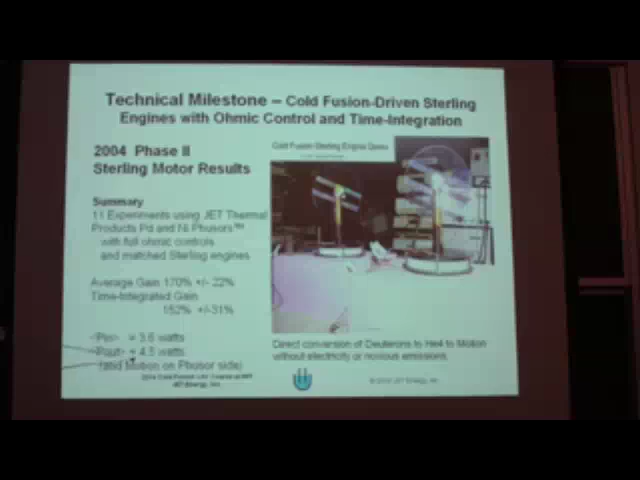 Technical Milestone – Cold Fusion-Driven Sterling
Engines with Ohmic Control and Time-Integration
2004 Phase II
Sterling Motor Results
Cold Fusion-Sterling Engine Demo
Summary
11 Experiments using JET Thermal
Products Pd and Ni Phusors™
with full ohmic controls
and matched Sterling engines
Average Gain 170% +/- 22%
Time-Integrated Gain
152% +/-31%
<Pin> = 3.6 watts
<Pout> = 4.3 watts
(and Motion on Phusor side)
Direct conversion of Deuterons to He4 to Motion
without electricity or noxious emissions.
JET Energy, Inc.
JET Energy, Inc.